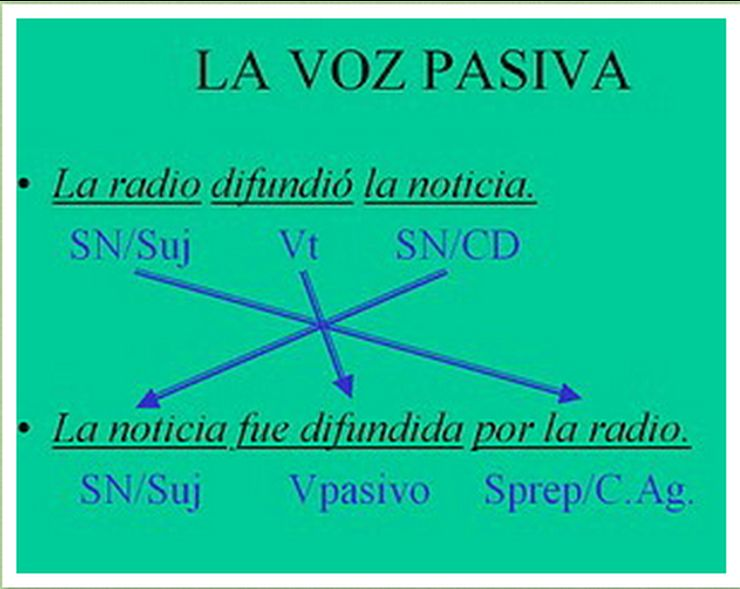 LA VOZ PASIVA
• La radio difundió la noticia.
SN/Suj Vt SN/CD
• La noticia fue difundida por la radio.
SN/Suj Vpasivo Sprep/C.Ag.